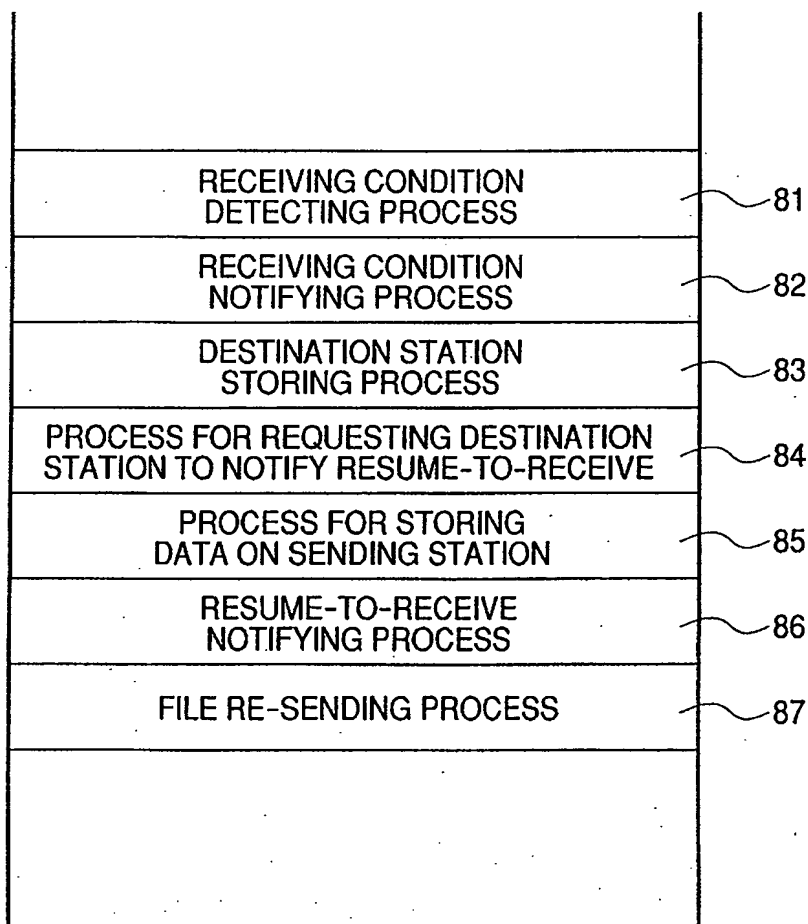 RECEIVING CONDITION
DETECTING PROCESS
81
RECEIVING CONDITION
NOTIFYING PROCESS
82
DESTINATION STATION
STORING PROCESS
83
PROCESS FOR REQUESTING DESTINATION
STATION TO NOTIFY RESUME-TO-RECEIVE
84
PROCESS FOR STORING
DATA ON SENDING STATION
85
RESUME-TO-RECEIVE
NOTIFYING PROCESS
86
FILE RE-SENDING PROCESS
87